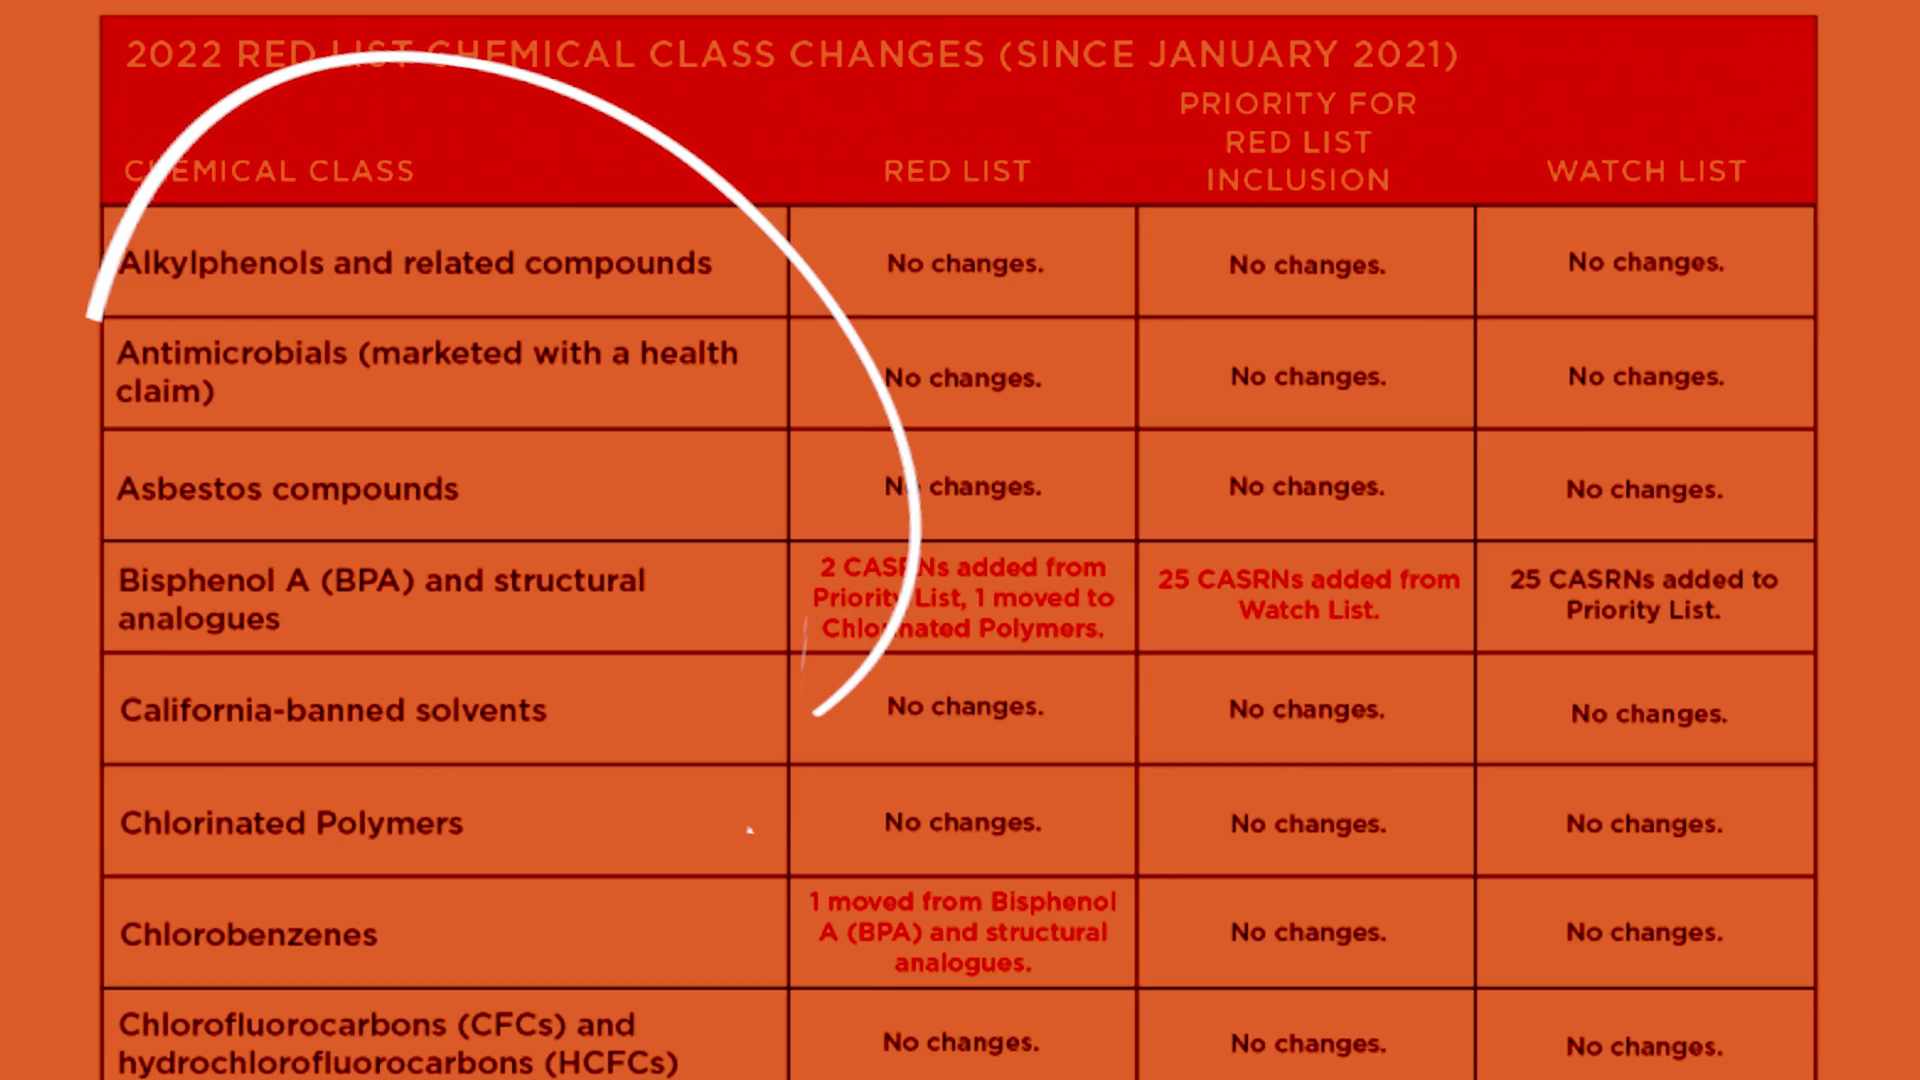 2022 RED LIST CHEMICAL CLASS CHANGES (SINCE JANUARY 2021)
CHEMICAL CLASS
RED LIST
PRIORITY FOR
RED LIST
INCLUSION
WATCH LIST
Alkylphenols and related compounds
No changes.
No changes.
No changes.
Antimicrobials (marketed with a health
claim)
No changes.
No changes.
No changes.
Asbestos compounds
No changes.
No changes.
No changes.
Bisphenol A (BPA) and structural
analogues
2 CASRNs added from
Priority List, 1 moved to
Chlorinated Polymers.
25 CASRNs added from
Watch List.
25 CASRNs added to
Priority List.
California-banned solvents
No changes.
No changes.
No changes.
Chlorinated Polymers
No changes.
No changes.
No changes.
Chlorobenzenes
1 moved from Bisphenol
A (BPA) and structural
analogues.
No changes.
No changes.
Chlorofluorocarbons (CFCs) and
hydrochlorofluorocarbons (HCFCs)
No changes.
No changes.
No changes.